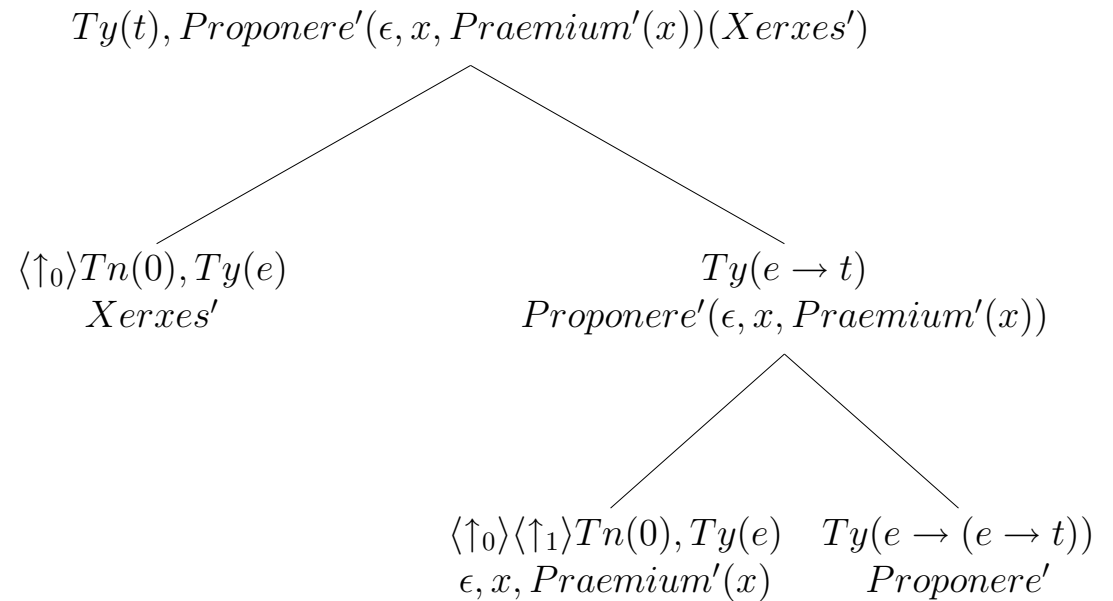 Ty(t), Proponere′(ϵ, x, Praemium′(x))(Xerxes′)
⟨↑₀⟩Tn(0), Ty(e)
Xerxes′
Ty(e → t)
Proponere′(ϵ, x, Praemium′(x))
⟨↑₀⟩⟨↑₁⟩Tn(0), Ty(e)
ϵ, x, Praemium′(x)
Ty(e → (e → t))
Proponere′